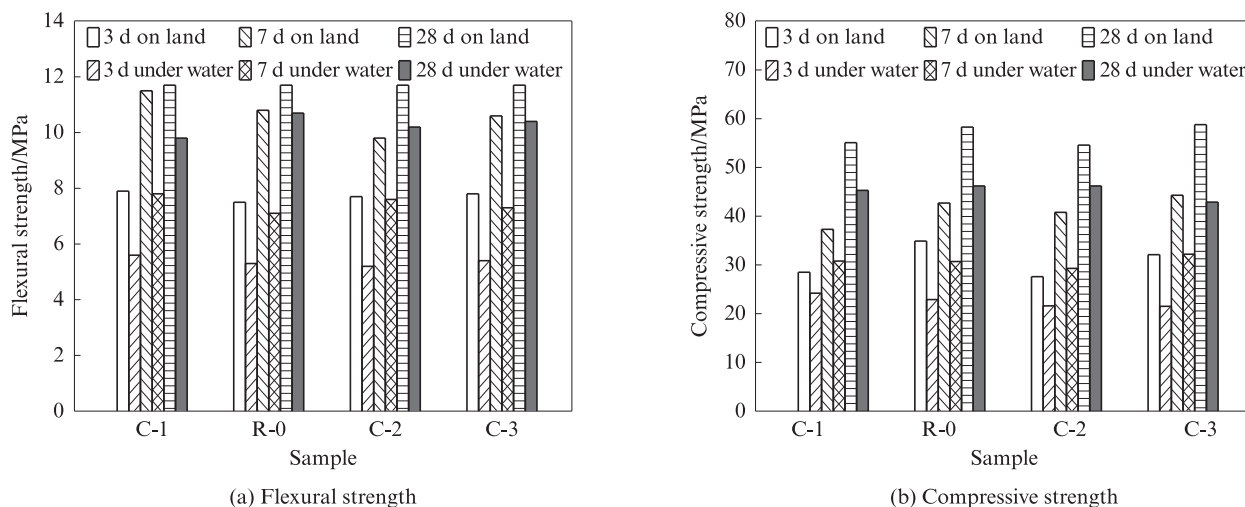 14
12
10
8
6
4
2
0
Flexural strength/MPa
3 d on land 7 d on land 28 d on land
3 d under water 7 d under water 28 d under water
C-1 R-0 C-2 C-3
Sample
(a) Flexural strength
80
70
60
50
40
30
20
10
0
Compressive strength/MPa
3 d on land 7 d on land 28 d on land
3 d under water 7 d under water 28 d under water
C-1 R-0 C-2 C-3
Sample
(b) Compressive strength